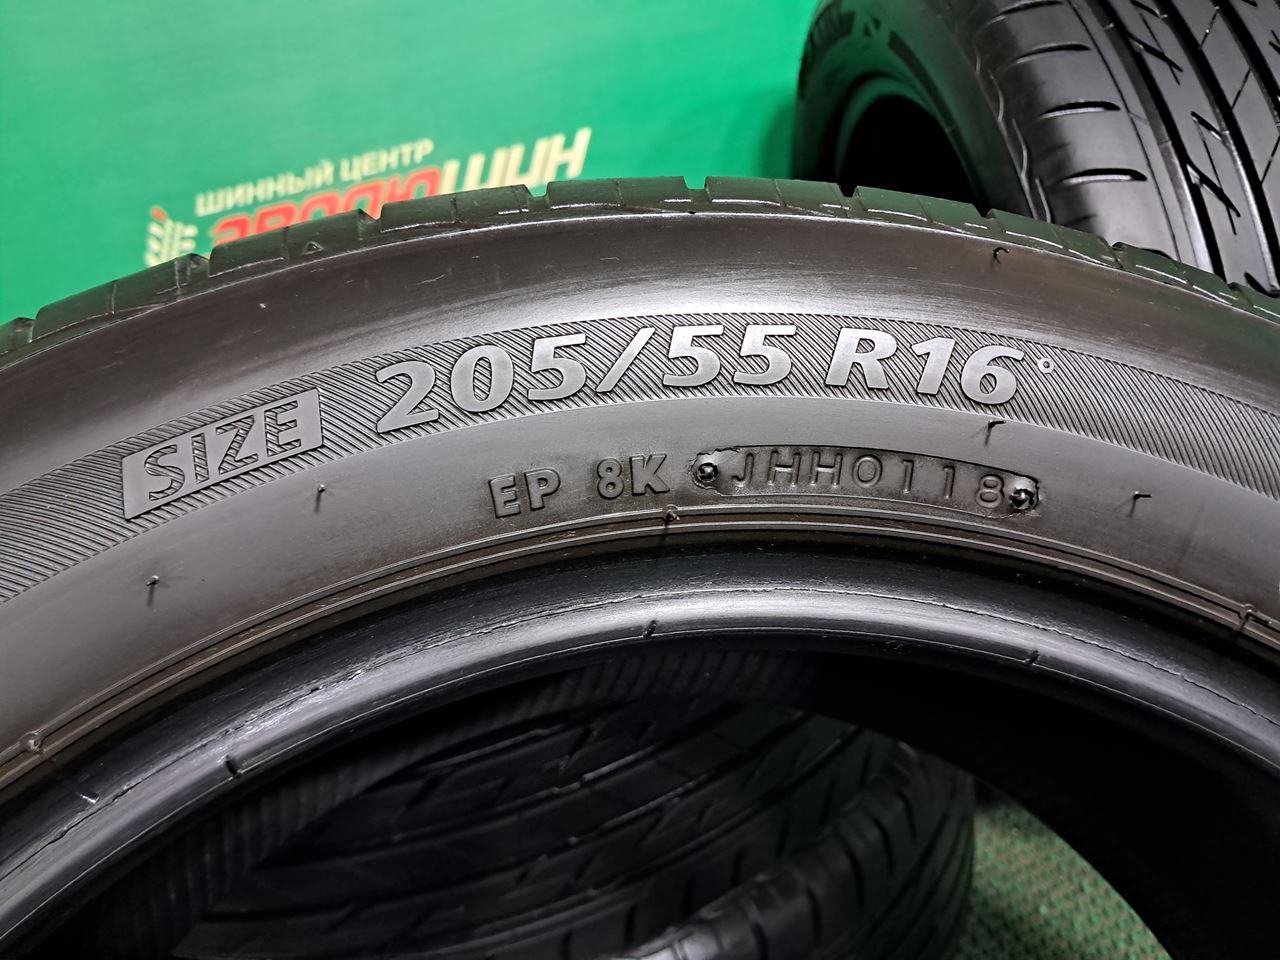 ШИННЫЙ ЦЕНТР
SIZE 205/55 R16
EP 8K JHH0118